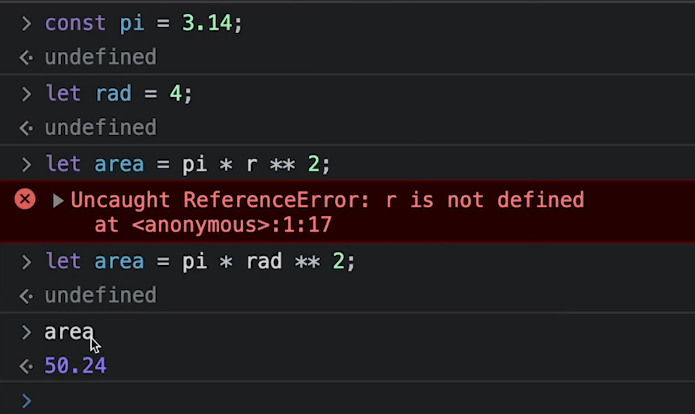 > const pi = 3.14;
<· undefined
> let rad = 4;
<· undefined
> let area = pi * r ** 2;
▶Uncaught ReferenceError: r is not defined
at <anonymous>:1:17
> let area = pi * rad ** 2;
<· undefined
> area
<· 50.24
>